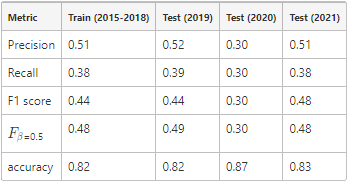 Metric Train (2015-2018) Test (2019) Test (2020) Test (2021)
Precision 0.51 0.52 0.30 0.51
Recall 0.38 0.39 0.30 0.38
F1 score 0.44 0.44 0.30 0.48
Fβ=0.5 0.48 0.49 0.30 0.48
accuracy 0.82 0.82 0.87 0.83